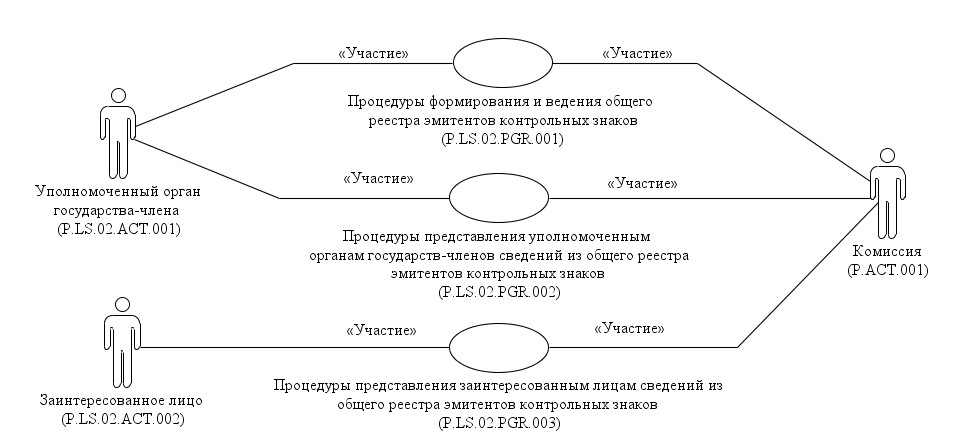 «Участие»
«Участие»
Процедуры формирования и ведения общего
реестра эмитентов контрольных знаков
(P.LS.02.PGR.001)
«Участие»
«Участие»
Уполномоченный орган
государства-члена
(P.LS.02.ACT.001)
Процедуры представления уполномоченным
органам государств-членов сведений из общего реестра
эмитентов контрольных знаков
(P.LS.02.PGR.002)
Комиссия
(P.ACT.001)
«Участие»
«Участие»
Заинтересованное лицо
(P.LS.02.ACT.002)
Процедуры представления заинтересованным лицам сведений из
общего реестра эмитентов контрольных знаков
(P.LS.02.PGR.003)